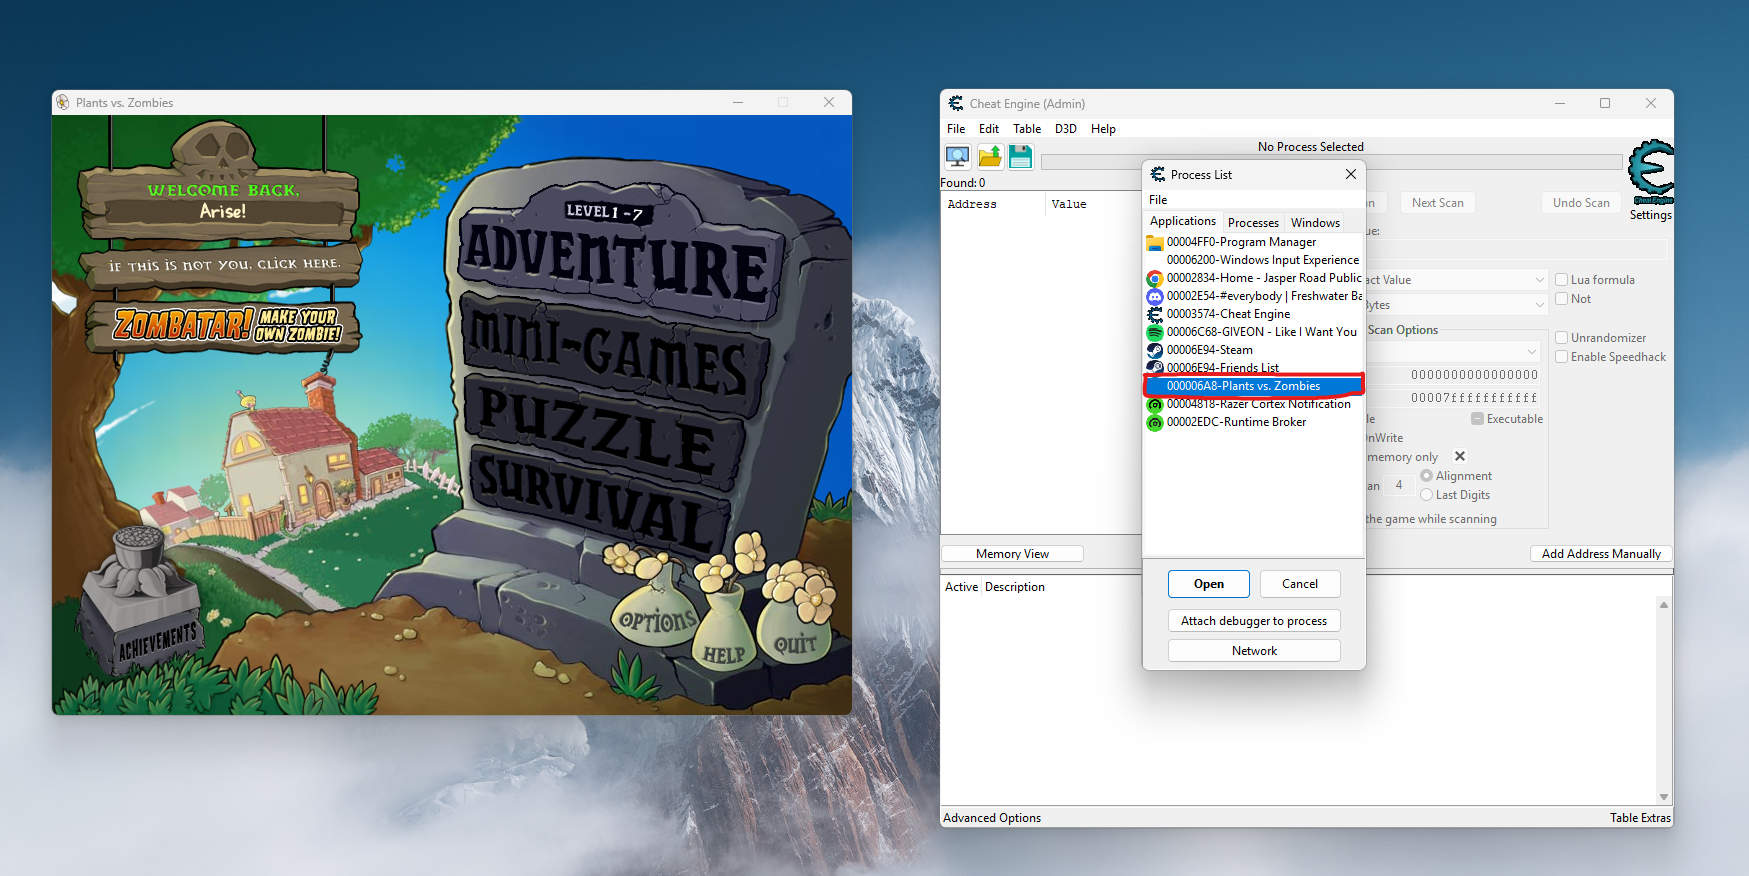 Plants vs. Zombies
WELCOME BACK,
Arise!
IF THIS IS NOT YOU, CLICK HERE.
ZOMBATAR! MAKE YOUR
OWN ZOMBIE!
LEVEL 1 - 7
ADVENTURE
MINI-GAMES
PUZZLE
SURVIVAL
ACHIEVEMENTS
OPTIONS
HELP
QUIT
Cheat Engine (Admin)
File Edit Table D3D Help
No Process Selected
Found: 0
Address Value
Process List
File
Applications Processes Windows
00004FF0-Program Manager
00006200-Windows Input Experience
00002834-Home - Jasper Road Public
00002E54-#everybody | Freshwater Ba
00003574-Cheat Engine
00006C68-GIVEON - Like I Want You
00006E94-Steam
00006E94-Friends List
000006A8-Plants vs. Zombies
00004818-Razer Cortex Notification
00002EDC-Runtime Broker
Open Cancel
Attach debugger to process
Network
an Next Scan Undo Scan
Cheat Engine
Settings
ue:
act Value
Lua formula
ytes
Not
Scan Options
Unrandomizer
Enable Speedhack
0000000000000000
00007fffffffffff
le Executable
nWrite
memory only
an 4 Alignment
Last Digits
the game while scanning
Memory View
Add Address Manually
Active Description
Advanced Options
Table Extras